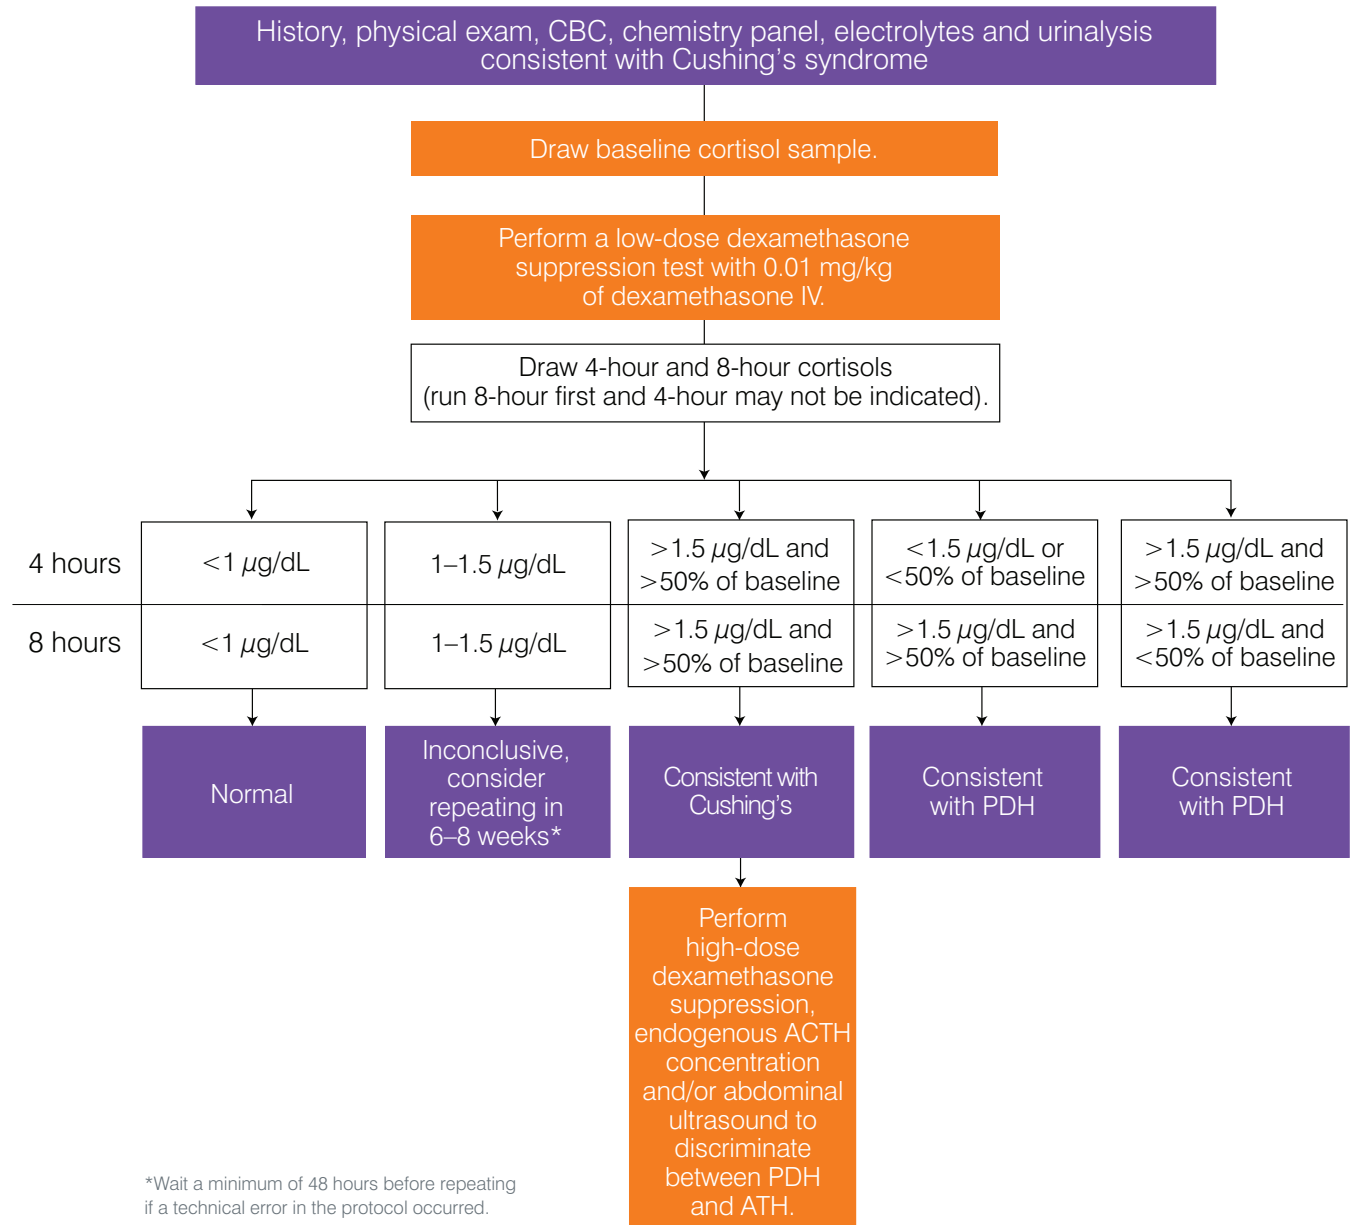 History, physical exam, CBC, chemistry panel, electrolytes and urinalysis
consistent with Cushing’s syndrome
Draw baseline cortisol sample.
Perform a low-dose dexamethasone
suppression test with 0.01 mg/kg
of dexamethasone IV.
Draw 4-hour and 8-hour cortisols
(run 8-hour first and 4-hour may not be indicated).
4 hours
<1 µg/dL
1–1.5 µg/dL
>1.5 µg/dL and
>50% of baseline
<1.5 µg/dL or
<50% of baseline
>1.5 µg/dL and
>50% of baseline
8 hours
<1 µg/dL
1–1.5 µg/dL
>1.5 µg/dL and
>50% of baseline
>1.5 µg/dL and
>50% of baseline
>1.5 µg/dL and
<50% of baseline
Normal
Inconclusive,
consider
repeating in
6–8 weeks*
Consistent with
Cushing’s
Consistent
with PDH
Consistent
with PDH
Perform
high-dose
dexamethasone
suppression,
endogenous ACTH
concentration
and/or abdominal
ultrasound to
discriminate
between PDH
and ATH.
*Wait a minimum of 48 hours before repeating
if a technical error in the protocol occurred.